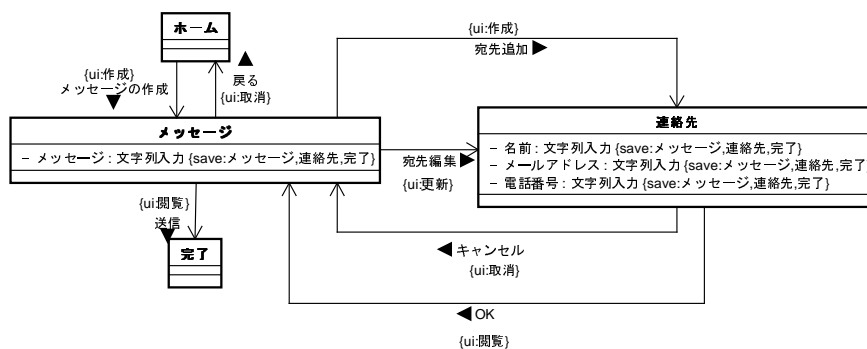 ホーム
{ui:作成}
宛先追加 ▶
{ui:作成}
メッセージの作成
▼
▲
戻る
{ui:取消}
メッセージ
− メッセージ : 文字列入力 {save:メッセージ,連絡先,完了}
連絡先
− 名前 : 文字列入力 {save:メッセージ,連絡先,完了}
− メールアドレス : 文字列入力 {save:メッセージ,連絡先,完了
− 電話番号 : 文字列入力 {save:メッセージ,連絡先,完了}
宛先編集 ▶
{ui:更新}
{ui:閲覧}
送信
▼
完了
◀ キャンセル
{ui:取消}
◀ OK
{ui:閲覧}